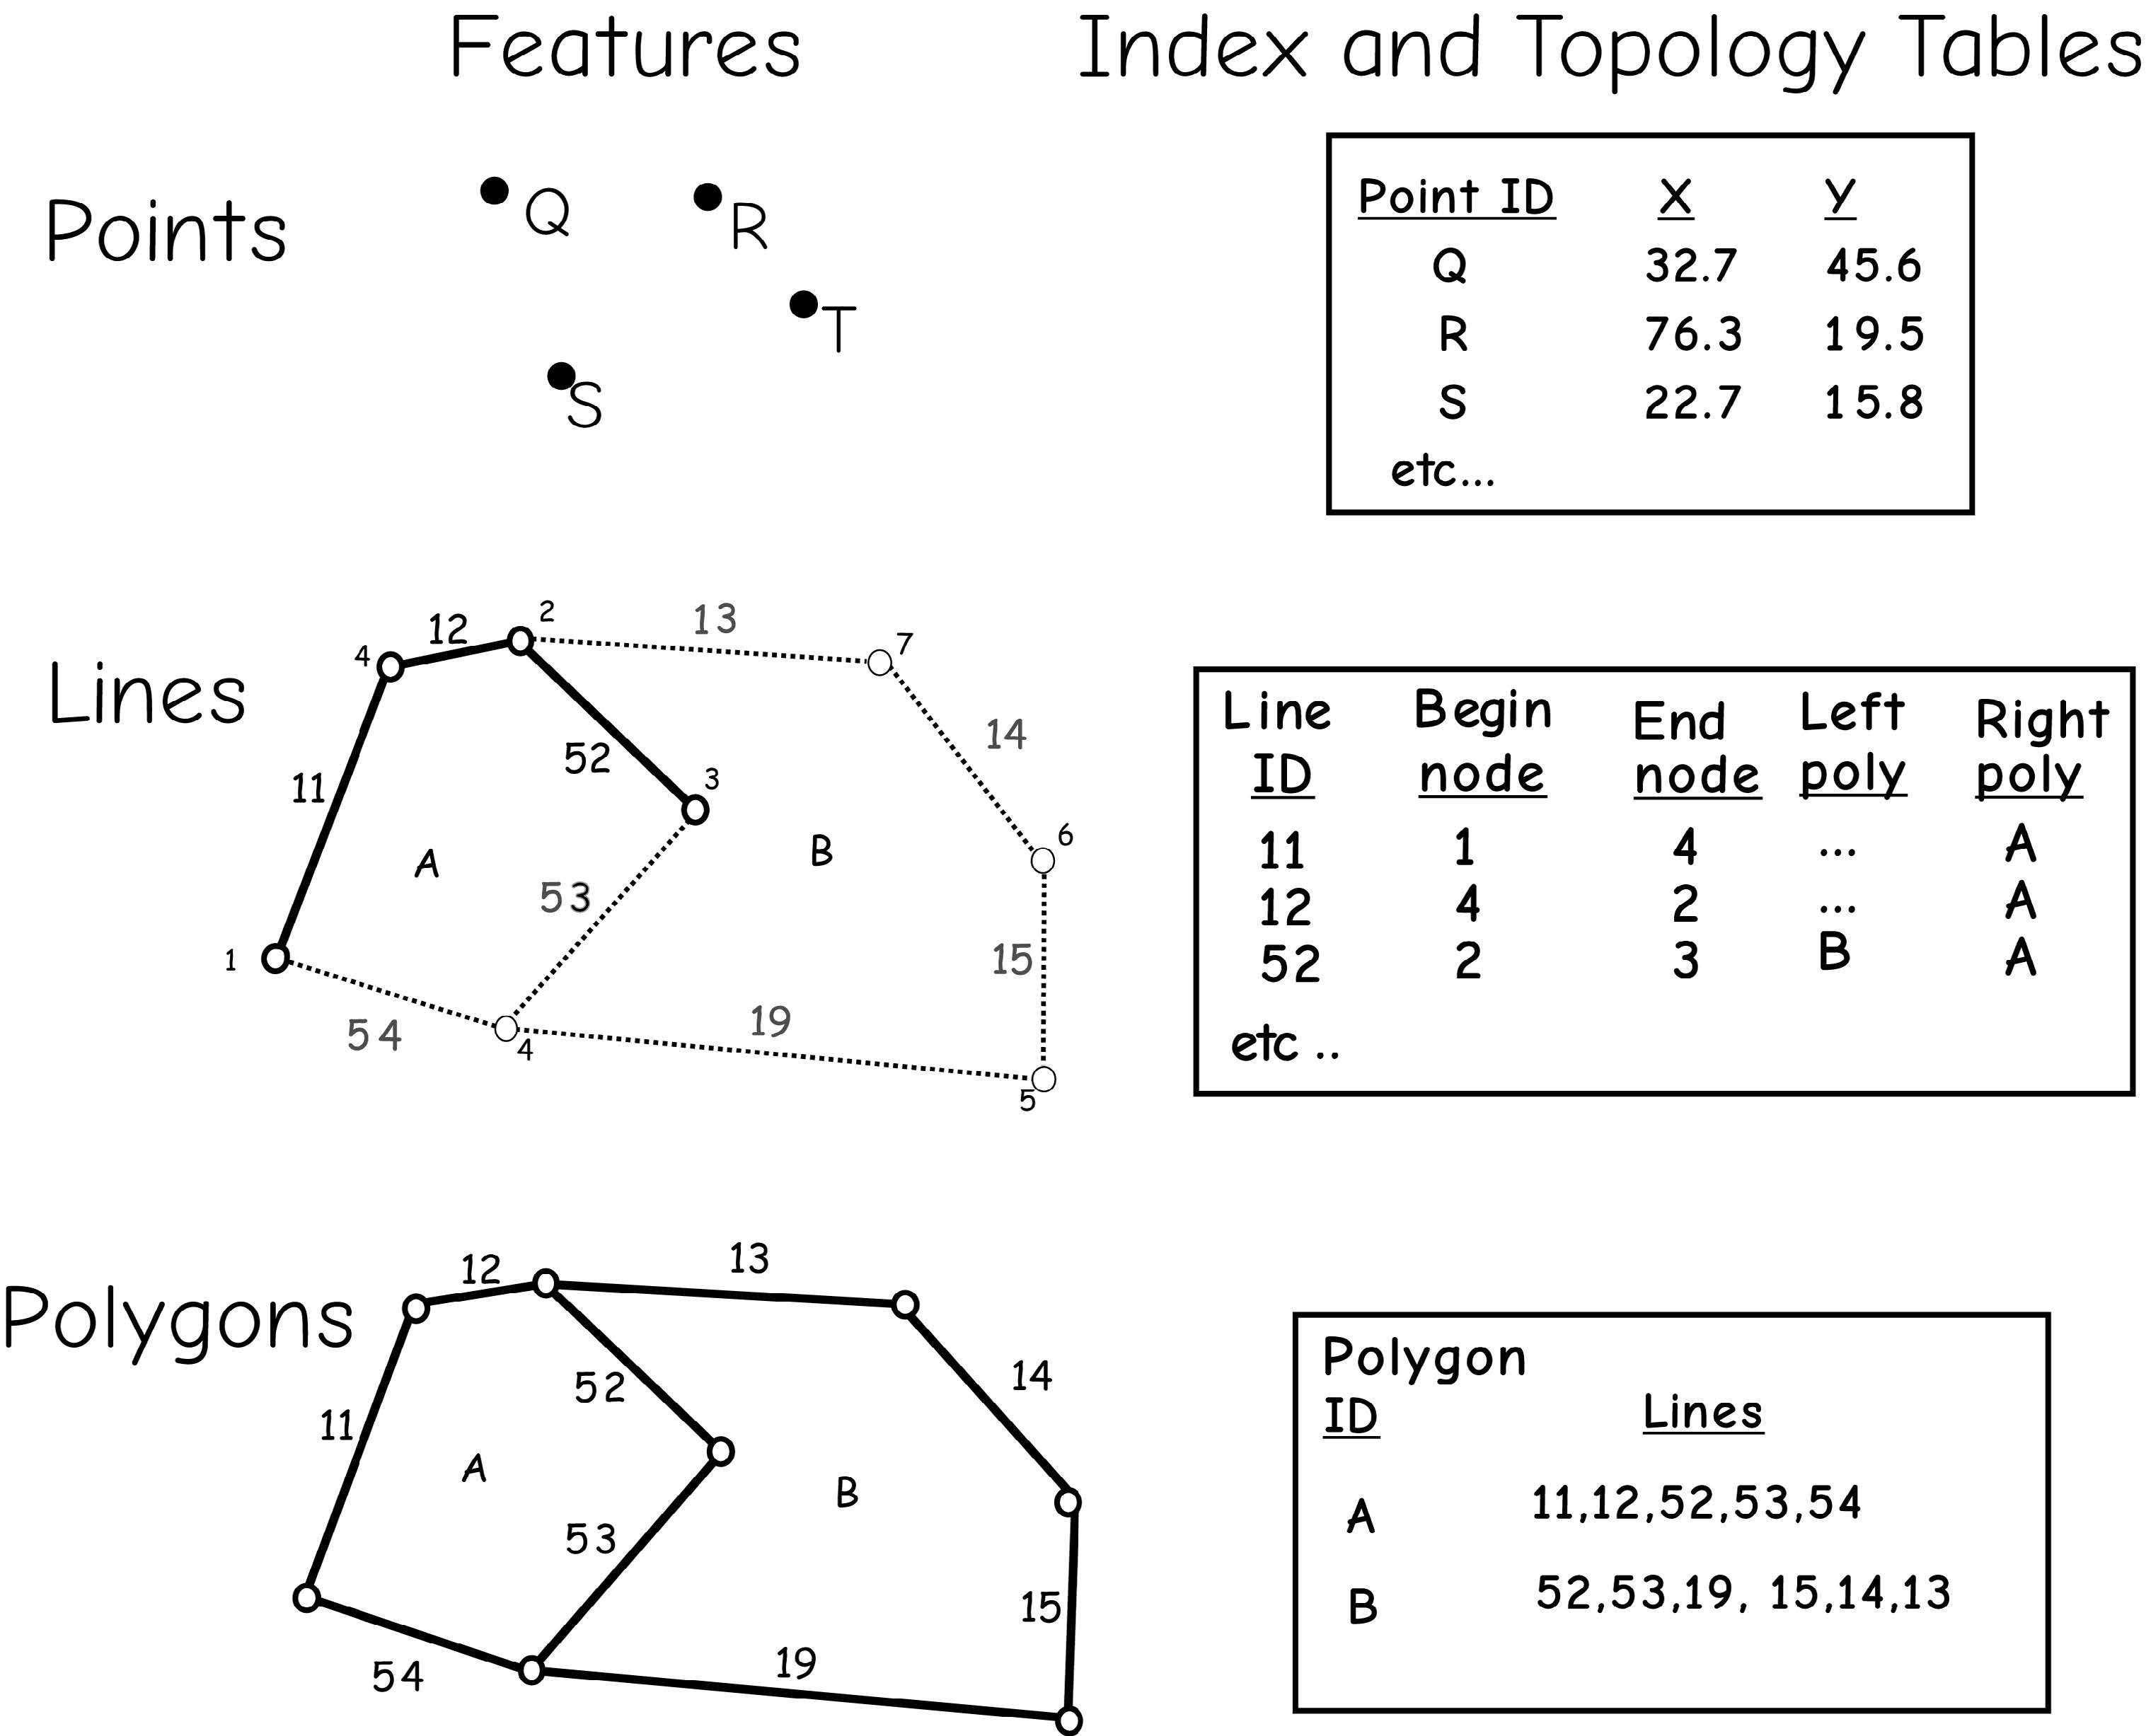 Features
Index and Topology Tables
Points
Q
R
T
S
Point ID X Y
Q 32.7 45.6
R 76.3 19.5
S 22.7 15.8
etc...
Lines
12
2
13
7
4
14
52
3
11
6
A
B
53
1
15
54
19
4
5
Line Begin End Left Right
ID node node poly poly
11 1 4 ... A
12 4 2 ... A
52 2 3 B A
etc ..
Polygons
12
13
52
14
11
A
B
53
15
54
19
Polygon
ID Lines
A 11,12,52,53,54
B 52,53,19, 15,14,13